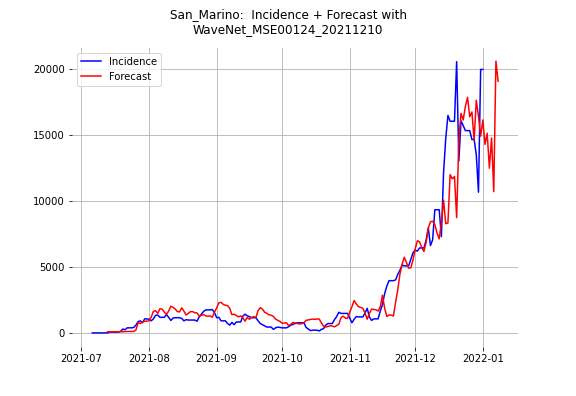 San_Marino:  Incidence + Forecast with
WaveNet_MSE00124_20211210
Incidence
Forecast
20000
15000
10000
5000
0
2021-07 2021-08 2021-09 2021-10 2021-11 2021-12 2022-01